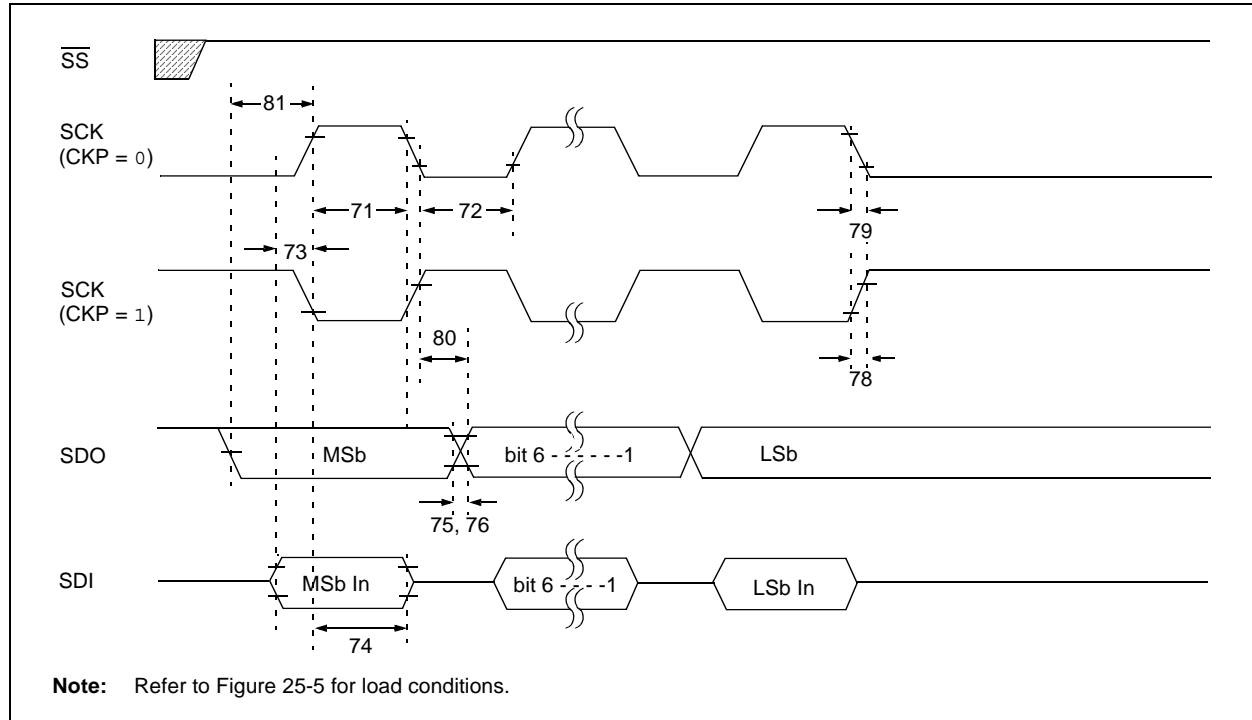 SS
81
SCK
(CKP = 0)
71
72
79
73
SCK
(CKP = 1)
80
78
SDO
MSb
bit 6 - - - - - - -1
LSb
75, 76
SDI
MSb In
bit 6 - - - - -1
LSb In
74
Note: Refer to Figure 25-5 for load conditions.